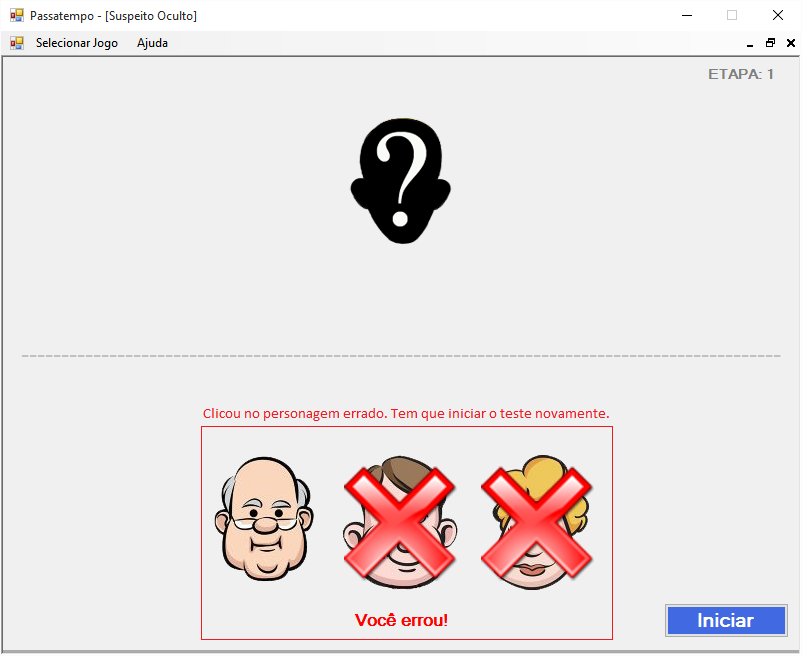 Passatempo - [Suspeito Oculto]
Selecionar Jogo Ajuda
ETAPA: 1
?
Clicou no personagem errado. Tem que iniciar o teste novamente.
Você errou!
Iniciar